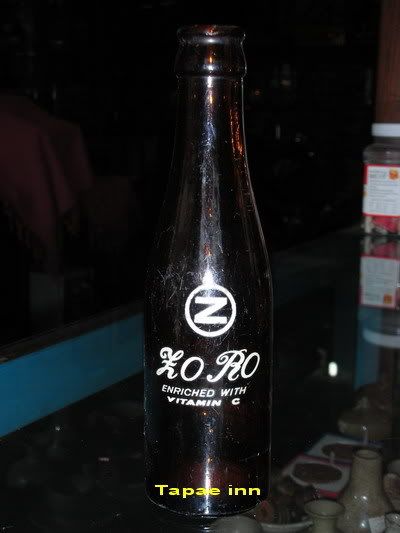 Z
ZORO
ENRICHED WITH
VITAMIN C
Tapae inn